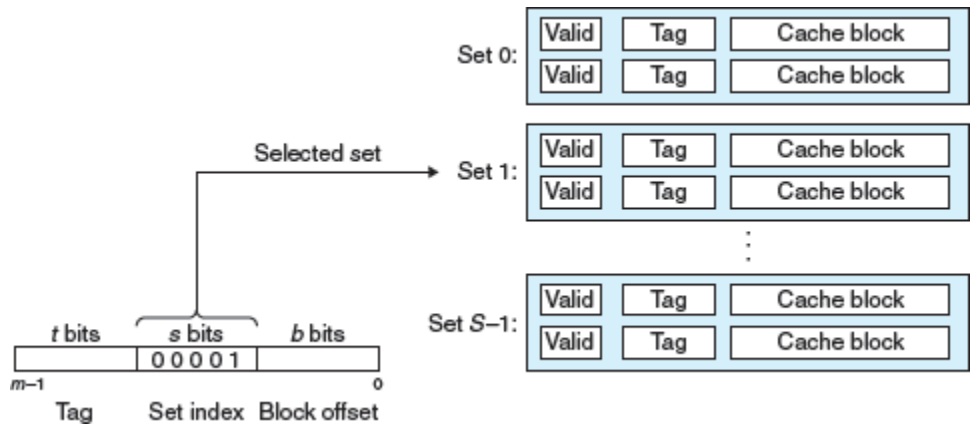 Set 0:
Valid Tag Cache block
Valid Tag Cache block
Selected set
Set 1:
Valid Tag Cache block
Valid Tag Cache block
Set S–1:
Valid Tag Cache block
Valid Tag Cache block
t bits s bits b bits
0 0 0 0 1
m–1 0
Tag Set index Block offset